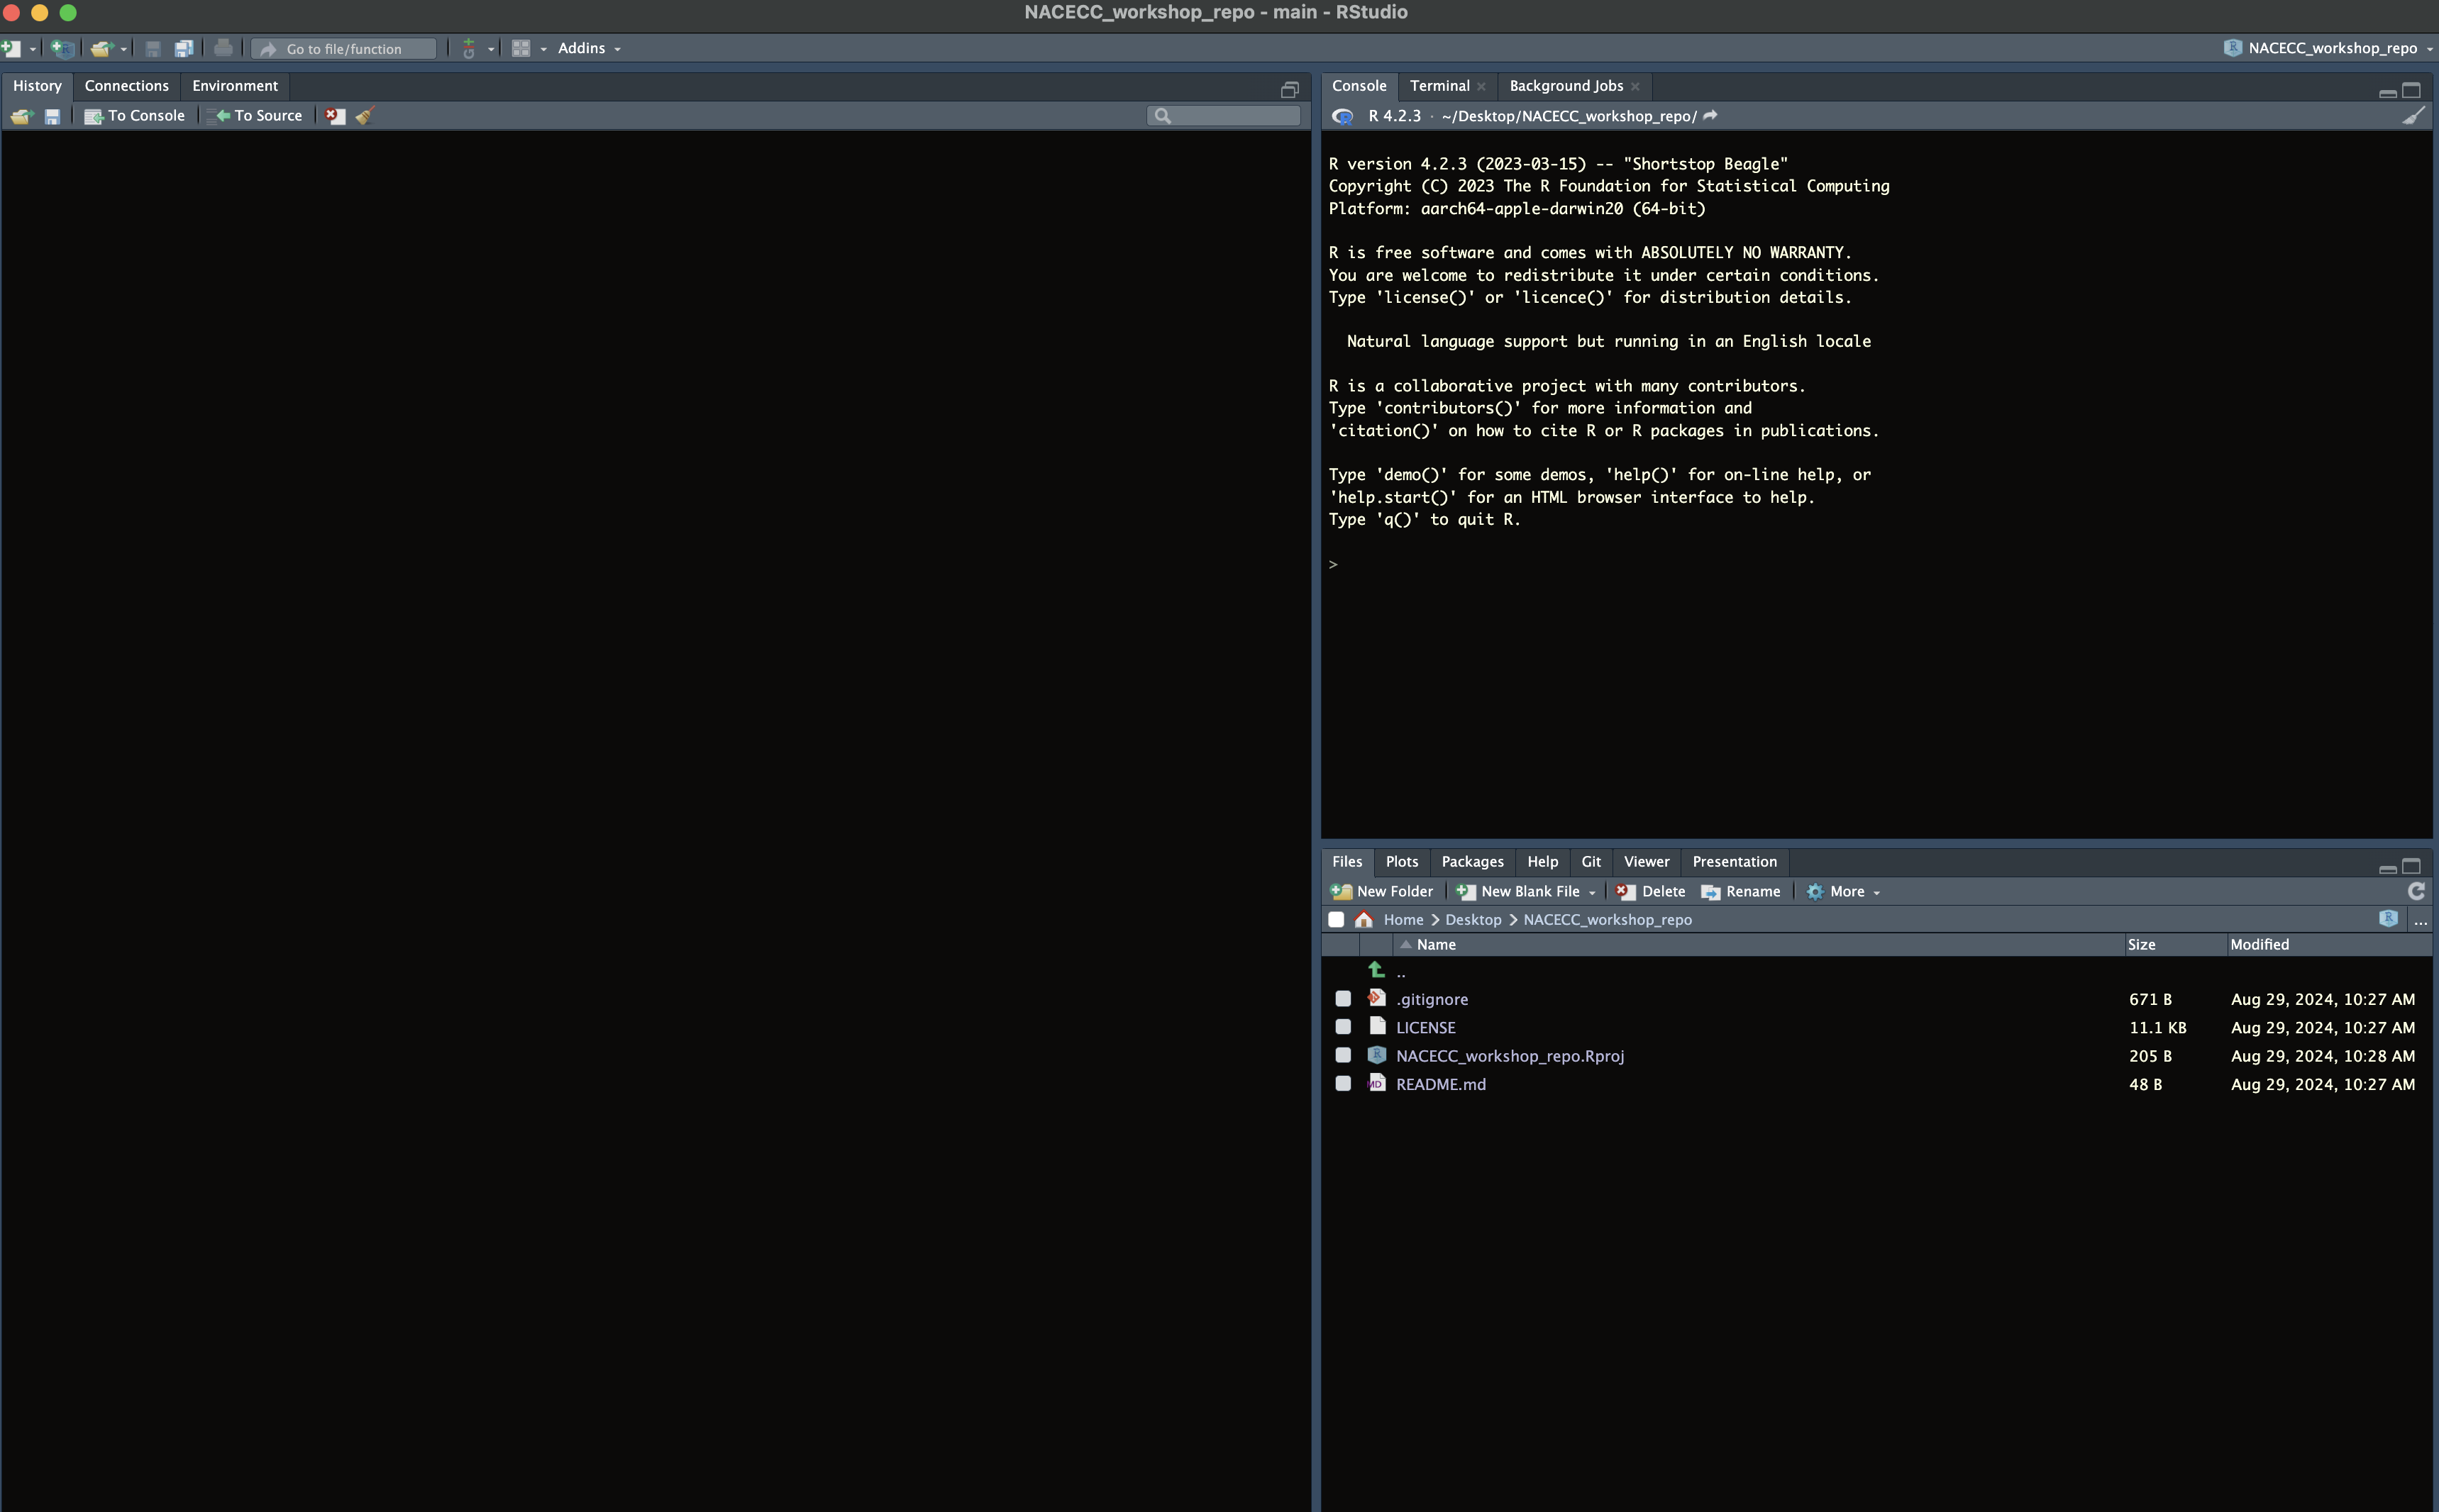 NACECC_workshop_repo - main - RStudio
Go to file/function
Addins
NACECC_workshop_repo
History Connections Environment
To Console To Source
Console Terminal Background Jobs
R 4.2.3 · ~/Desktop/NACECC_workshop_repo/
R version 4.2.3 (2023-03-15) -- "Shortstop Beagle"
Copyright (C) 2023 The R Foundation for Statistical Computing
Platform: aarch64-apple-darwin20 (64-bit)
R is free software and comes with ABSOLUTELY NO WARRANTY.
You are welcome to redistribute it under certain conditions.
Type 'license()' or 'licence()' for distribution details.
Natural language support but running in an English locale
R is a collaborative project with many contributors.
Type 'contributors()' for more information and
'citation()' on how to cite R or R packages in publications.
Type 'demo()' for some demos, 'help()' for on-line help, or
'help.start()' for an HTML browser interface to help.
Type 'q()' to quit R.
>
Files Plots Packages Help Git Viewer Presentation
New Folder New Blank File Delete Rename More
Home Desktop NACECC_workshop_repo ...
Name Size Modified
..
.gitignore 671 B Aug 29, 2024, 10:27 AM
LICENSE 11.1 KB Aug 29, 2024, 10:27 AM
NACECC_workshop_repo.Rproj 205 B Aug 29, 2024, 10:28 AM
README.md 48 B Aug 29, 2024, 10:27 AM